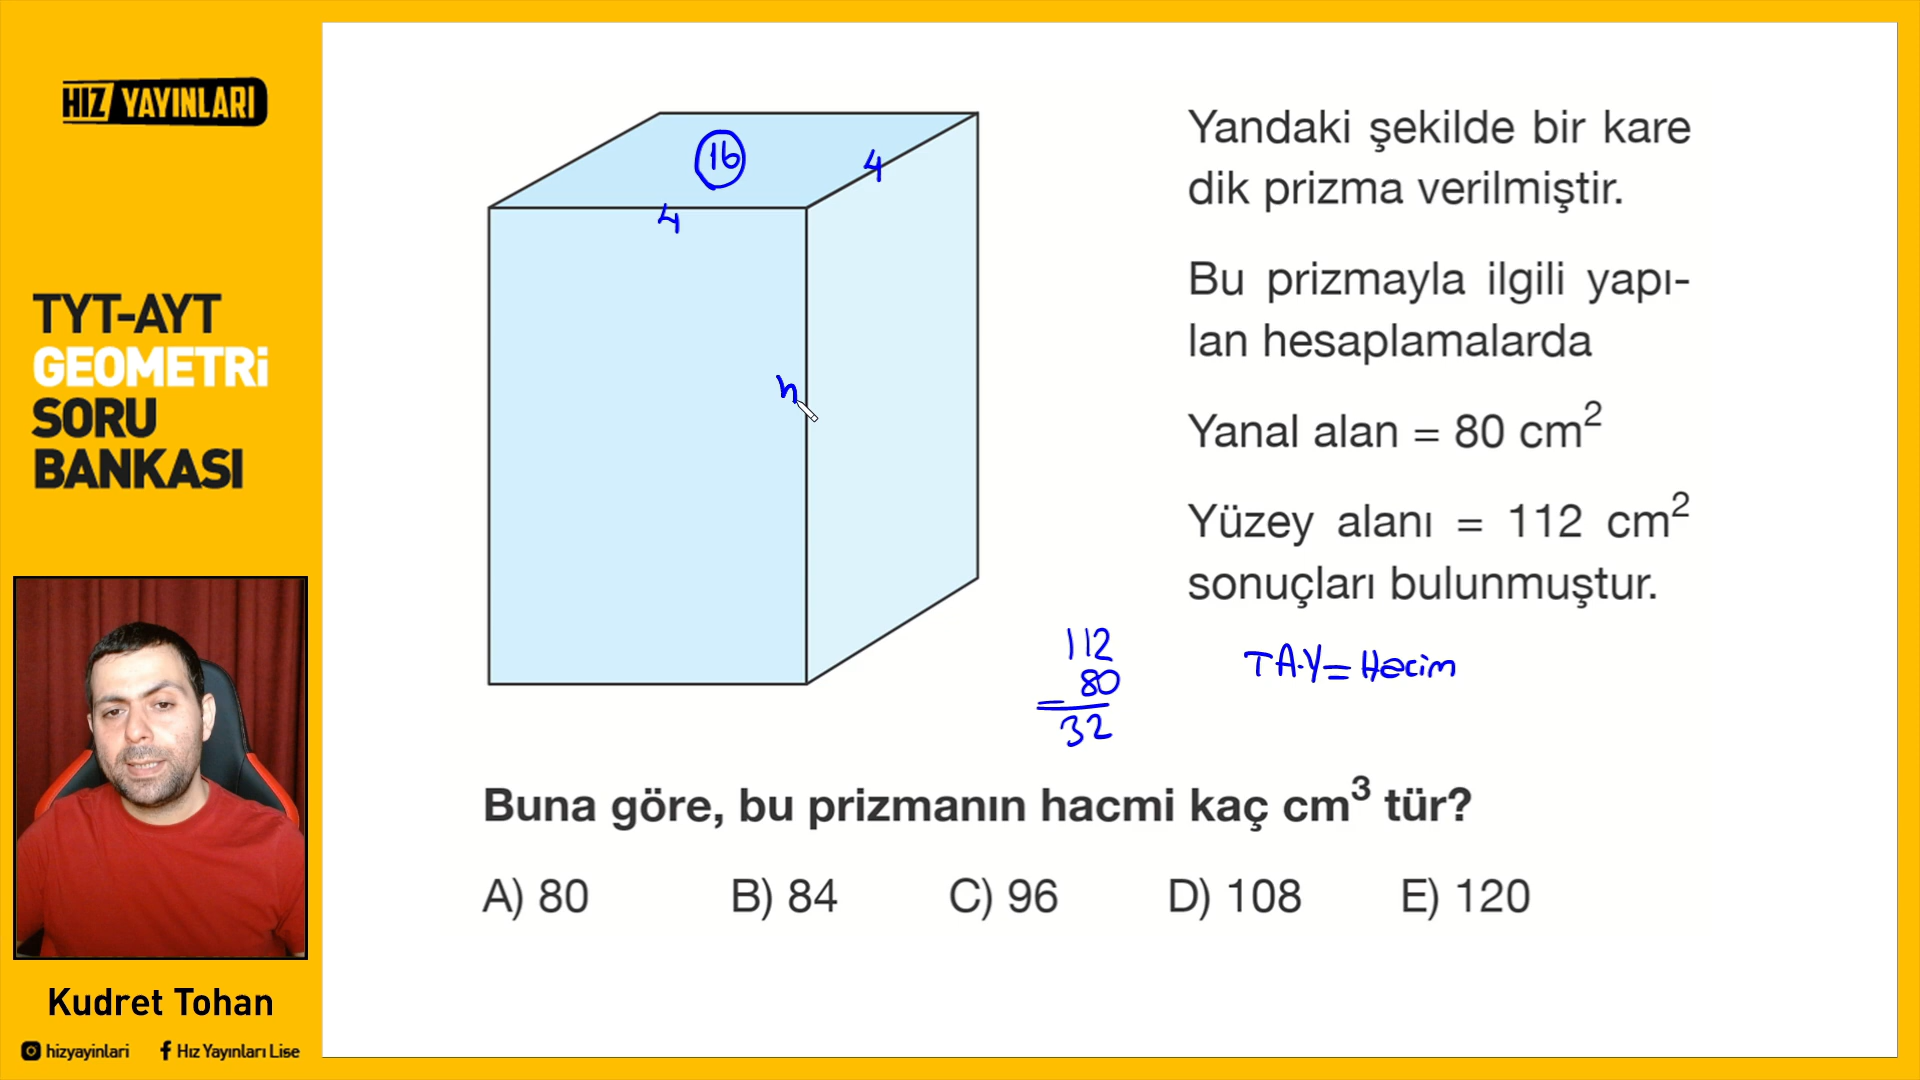 HIZ YAYINLARI
TYT-AYT
GEOMETRİ
SORU
BANKASI
Kudret Tohan
hizyayinlari
Hız Yayınları Lise
16
4
4
h
Yandaki şekilde bir kare
dik prizma verilmiştir.
Bu prizmayla ilgili yapı-
lan hesaplamalarda
Yanal alan = 80 cm²
Yüzey alanı = 112 cm²
sonuçları bulunmuştur.
112
80
32
TA·Y = Hacim
Buna göre, bu prizmanın hacmi kaç cm³ tür?
A) 80 B) 84 C) 96 D) 108 E) 120